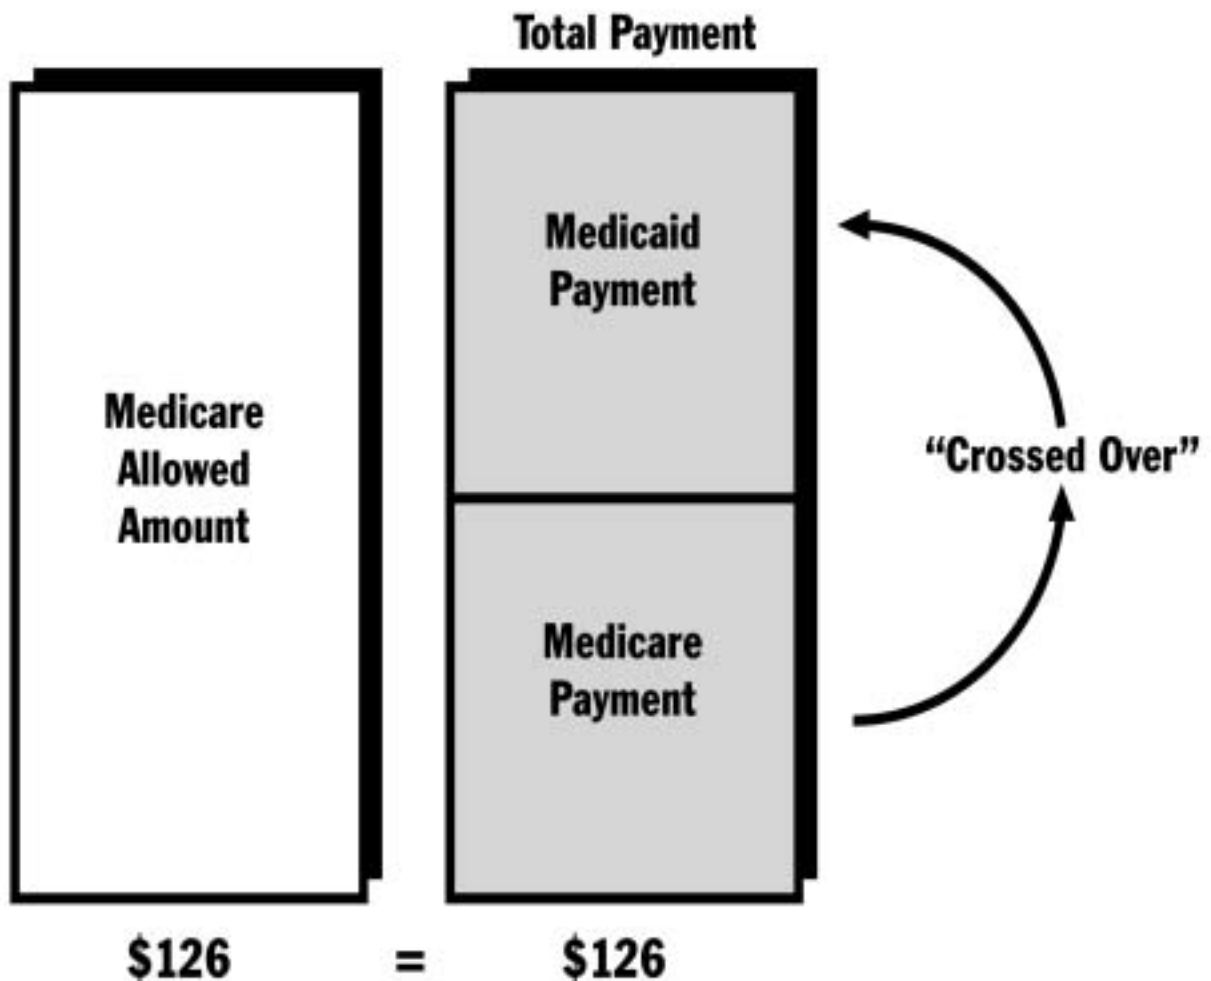 Total Payment
Medicare
Allowed
Amount
Medicaid
Payment
Medicare
Payment
“Crossed Over”
$126 = $126